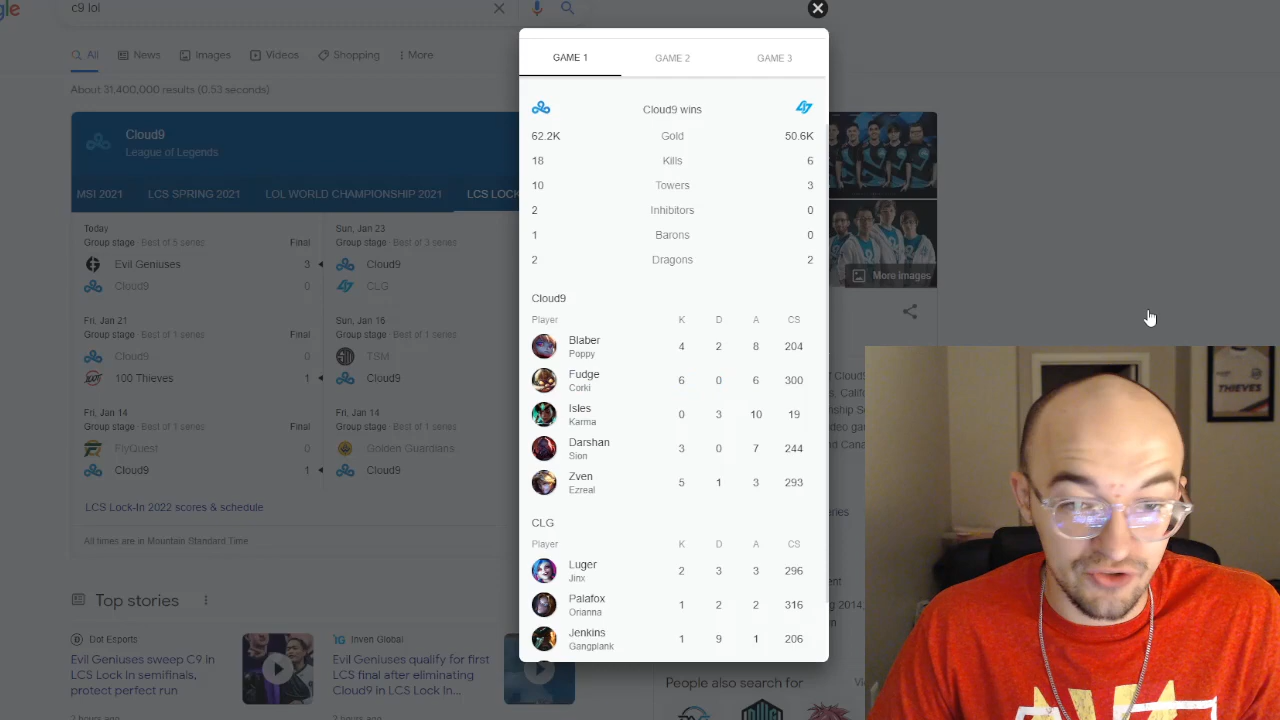 gle
c9 lol
All
News
Images
Videos
Shopping
More
About 31,400,000 results (0.53 seconds)
Cloud9
League of Legends
MSI 2021
LCS SPRING 2021
LOL WORLD CHAMPIONSHIP 2021
LCS LOCK
Today
Group stage · Best of 5 series
Final
Evil Geniuses 3
Cloud9 0
Sun, Jan 23
Group stage · Best of 3 series
Cloud9
CLG
Fri, Jan 21
Group stage · Best of 1 series
Final
Cloud9 0
100 Thieves 1
Sun, Jan 16
Group stage · Best of 1 series
TSM
Cloud9
Fri, Jan 14
Group stage · Best of 1 series
Final
FlyQuest 0
Cloud9 1
Fri, Jan 14
Group stage · Best of 1 series
Golden Guardians
Cloud9
LCS Lock-In 2022 scores & schedule
All times are in Mountain Standard Time
Top stories
Dot Esports
Evil Geniuses sweep C9 in
LCS Lock In semifinals,
protect perfect run
2 hours ago
Inven Global
Evil Geniuses qualify for first
LCS final after eliminating
Cloud9 in LCS Lock In...
2 hours ago
GAME 1
GAME 2
GAME 3
Cloud9 wins
62.2K Gold 50.6K
18 Kills 6
10 Towers 3
2 Inhibitors 0
1 Barons 0
2 Dragons 2
Cloud9
Player K D A CS
Blaber
Poppy
4 2 8 204
Fudge
Corki
6 0 6 300
Isles
Karma
0 3 10 19
Darshan
Sion
3 0 7 244
Zven
Ezreal
5 1 3 293
CLG
Player K D A CS
Luger
Jinx
2 3 3 296
Palafox
Orianna
1 2 2 316
Jenkins
Gangplank
1 9 1 206
More images
People also search for
THIEVES